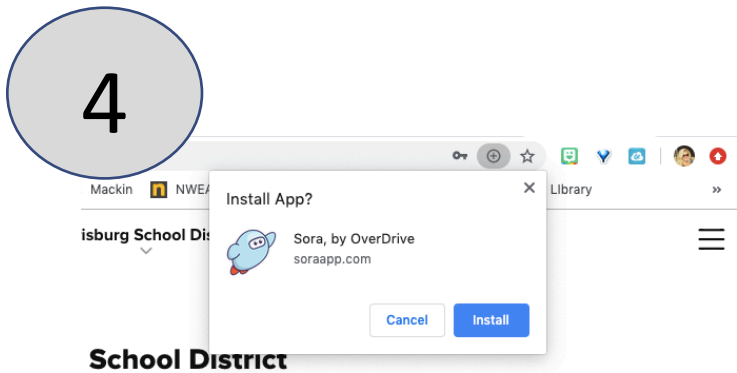 4
Mackin NWEA LIbrary »
Install App?
isburg School Dis
Sora, by OverDrive
soraapp.com
Cancel Install
School District